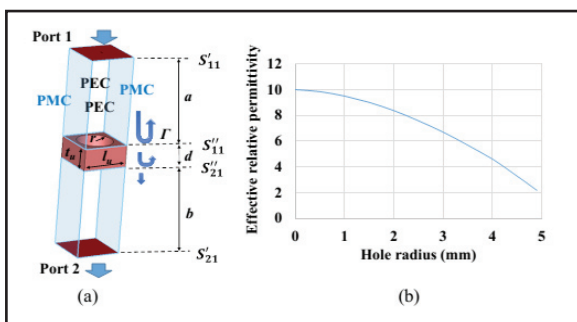 Port 1
S′11
PEC
PMC
PMC
PEC
a
r
Γ
S″11
tu
lu
d
S″21
b
S′21
Port 2
(a)
Effective relative permittivity
12
10
8
6
4
2
0
0 1 2 3 4 5
Hole radius (mm)
(b)